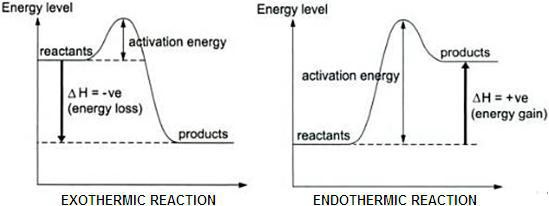 Energy level
reactants
activation energy
Δ H = -ve
(energy loss)
products
EXOTHERMIC REACTION
Energy level
products
activation energy
ΔH = +ve
(energy gain)
reactants
ENDOTHERMIC REACTION